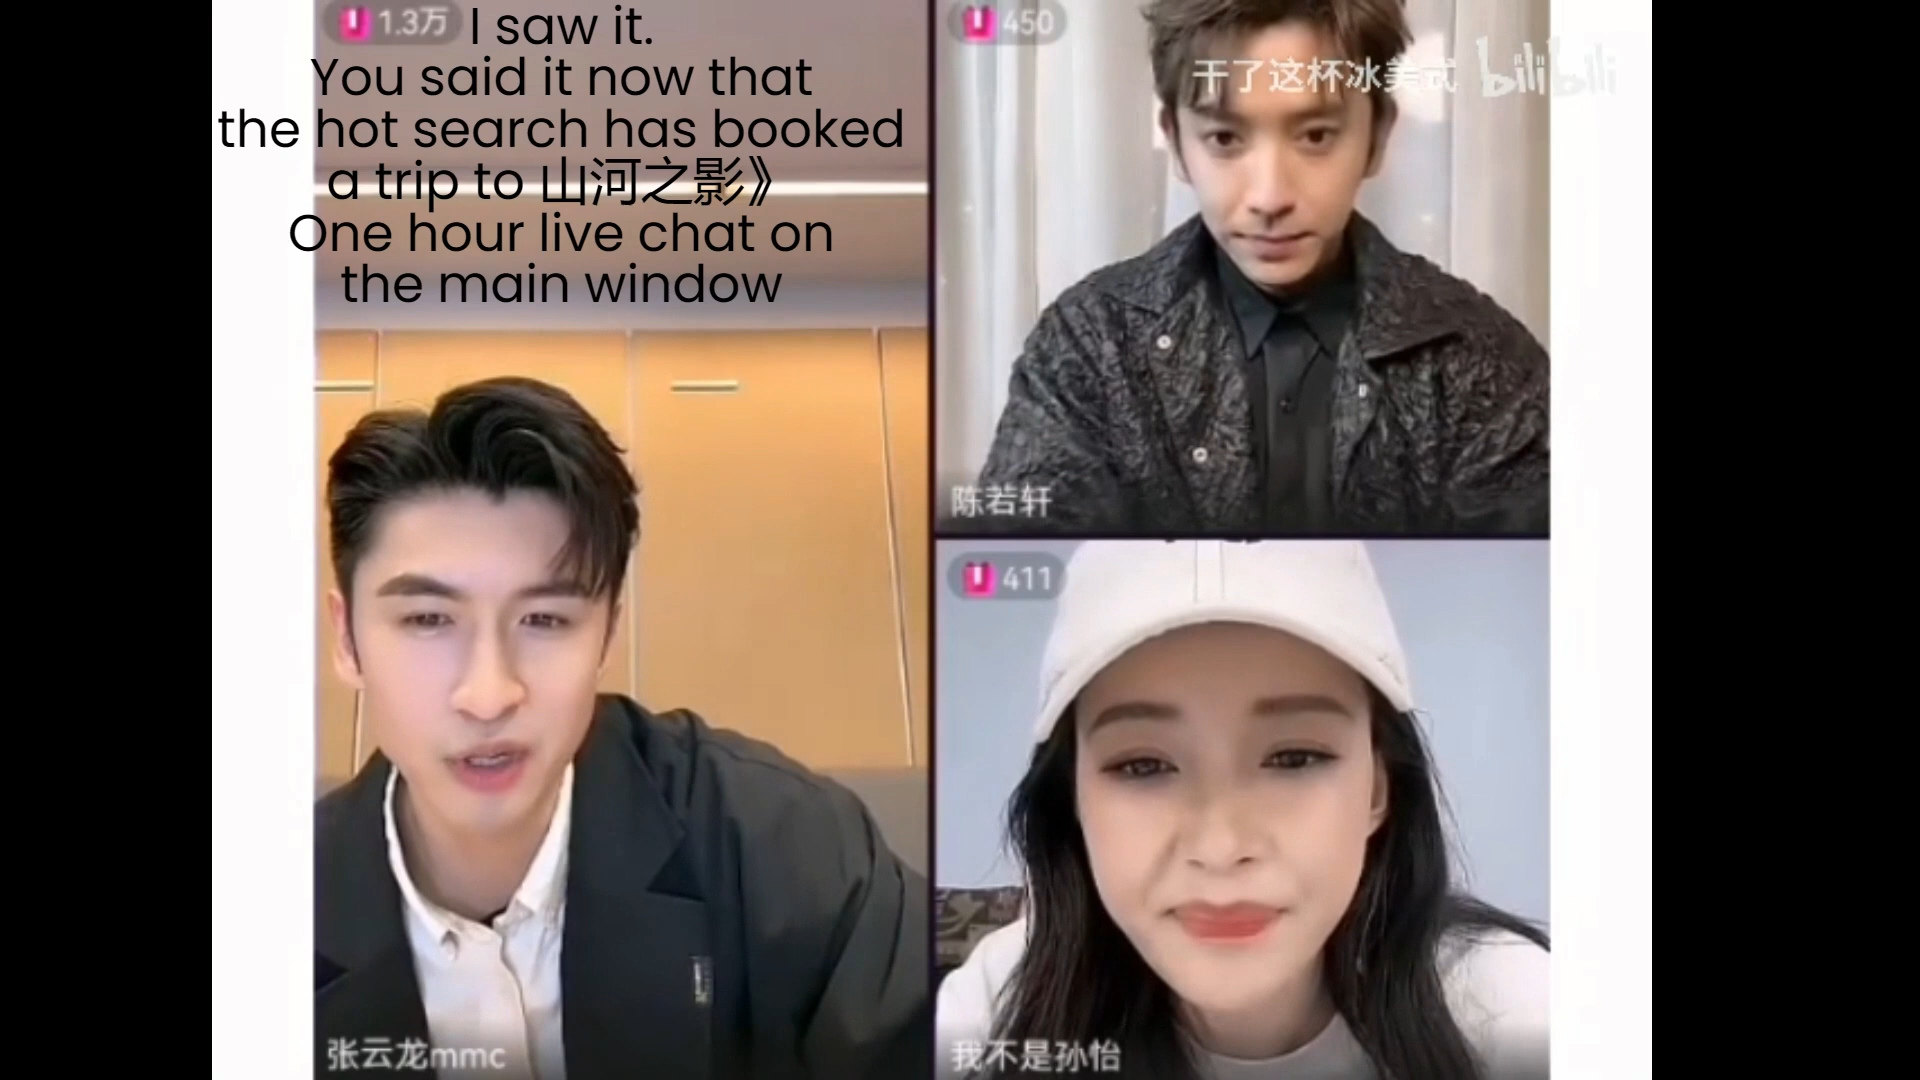 1.3万
I saw it.
You said it now that
the hot search has booked
a trip to 山河之影》
One hour live chat on
the main window
450
干了这杯冰美式 bilibili
陈若轩
411
张云龙mmc
我不是孙怡